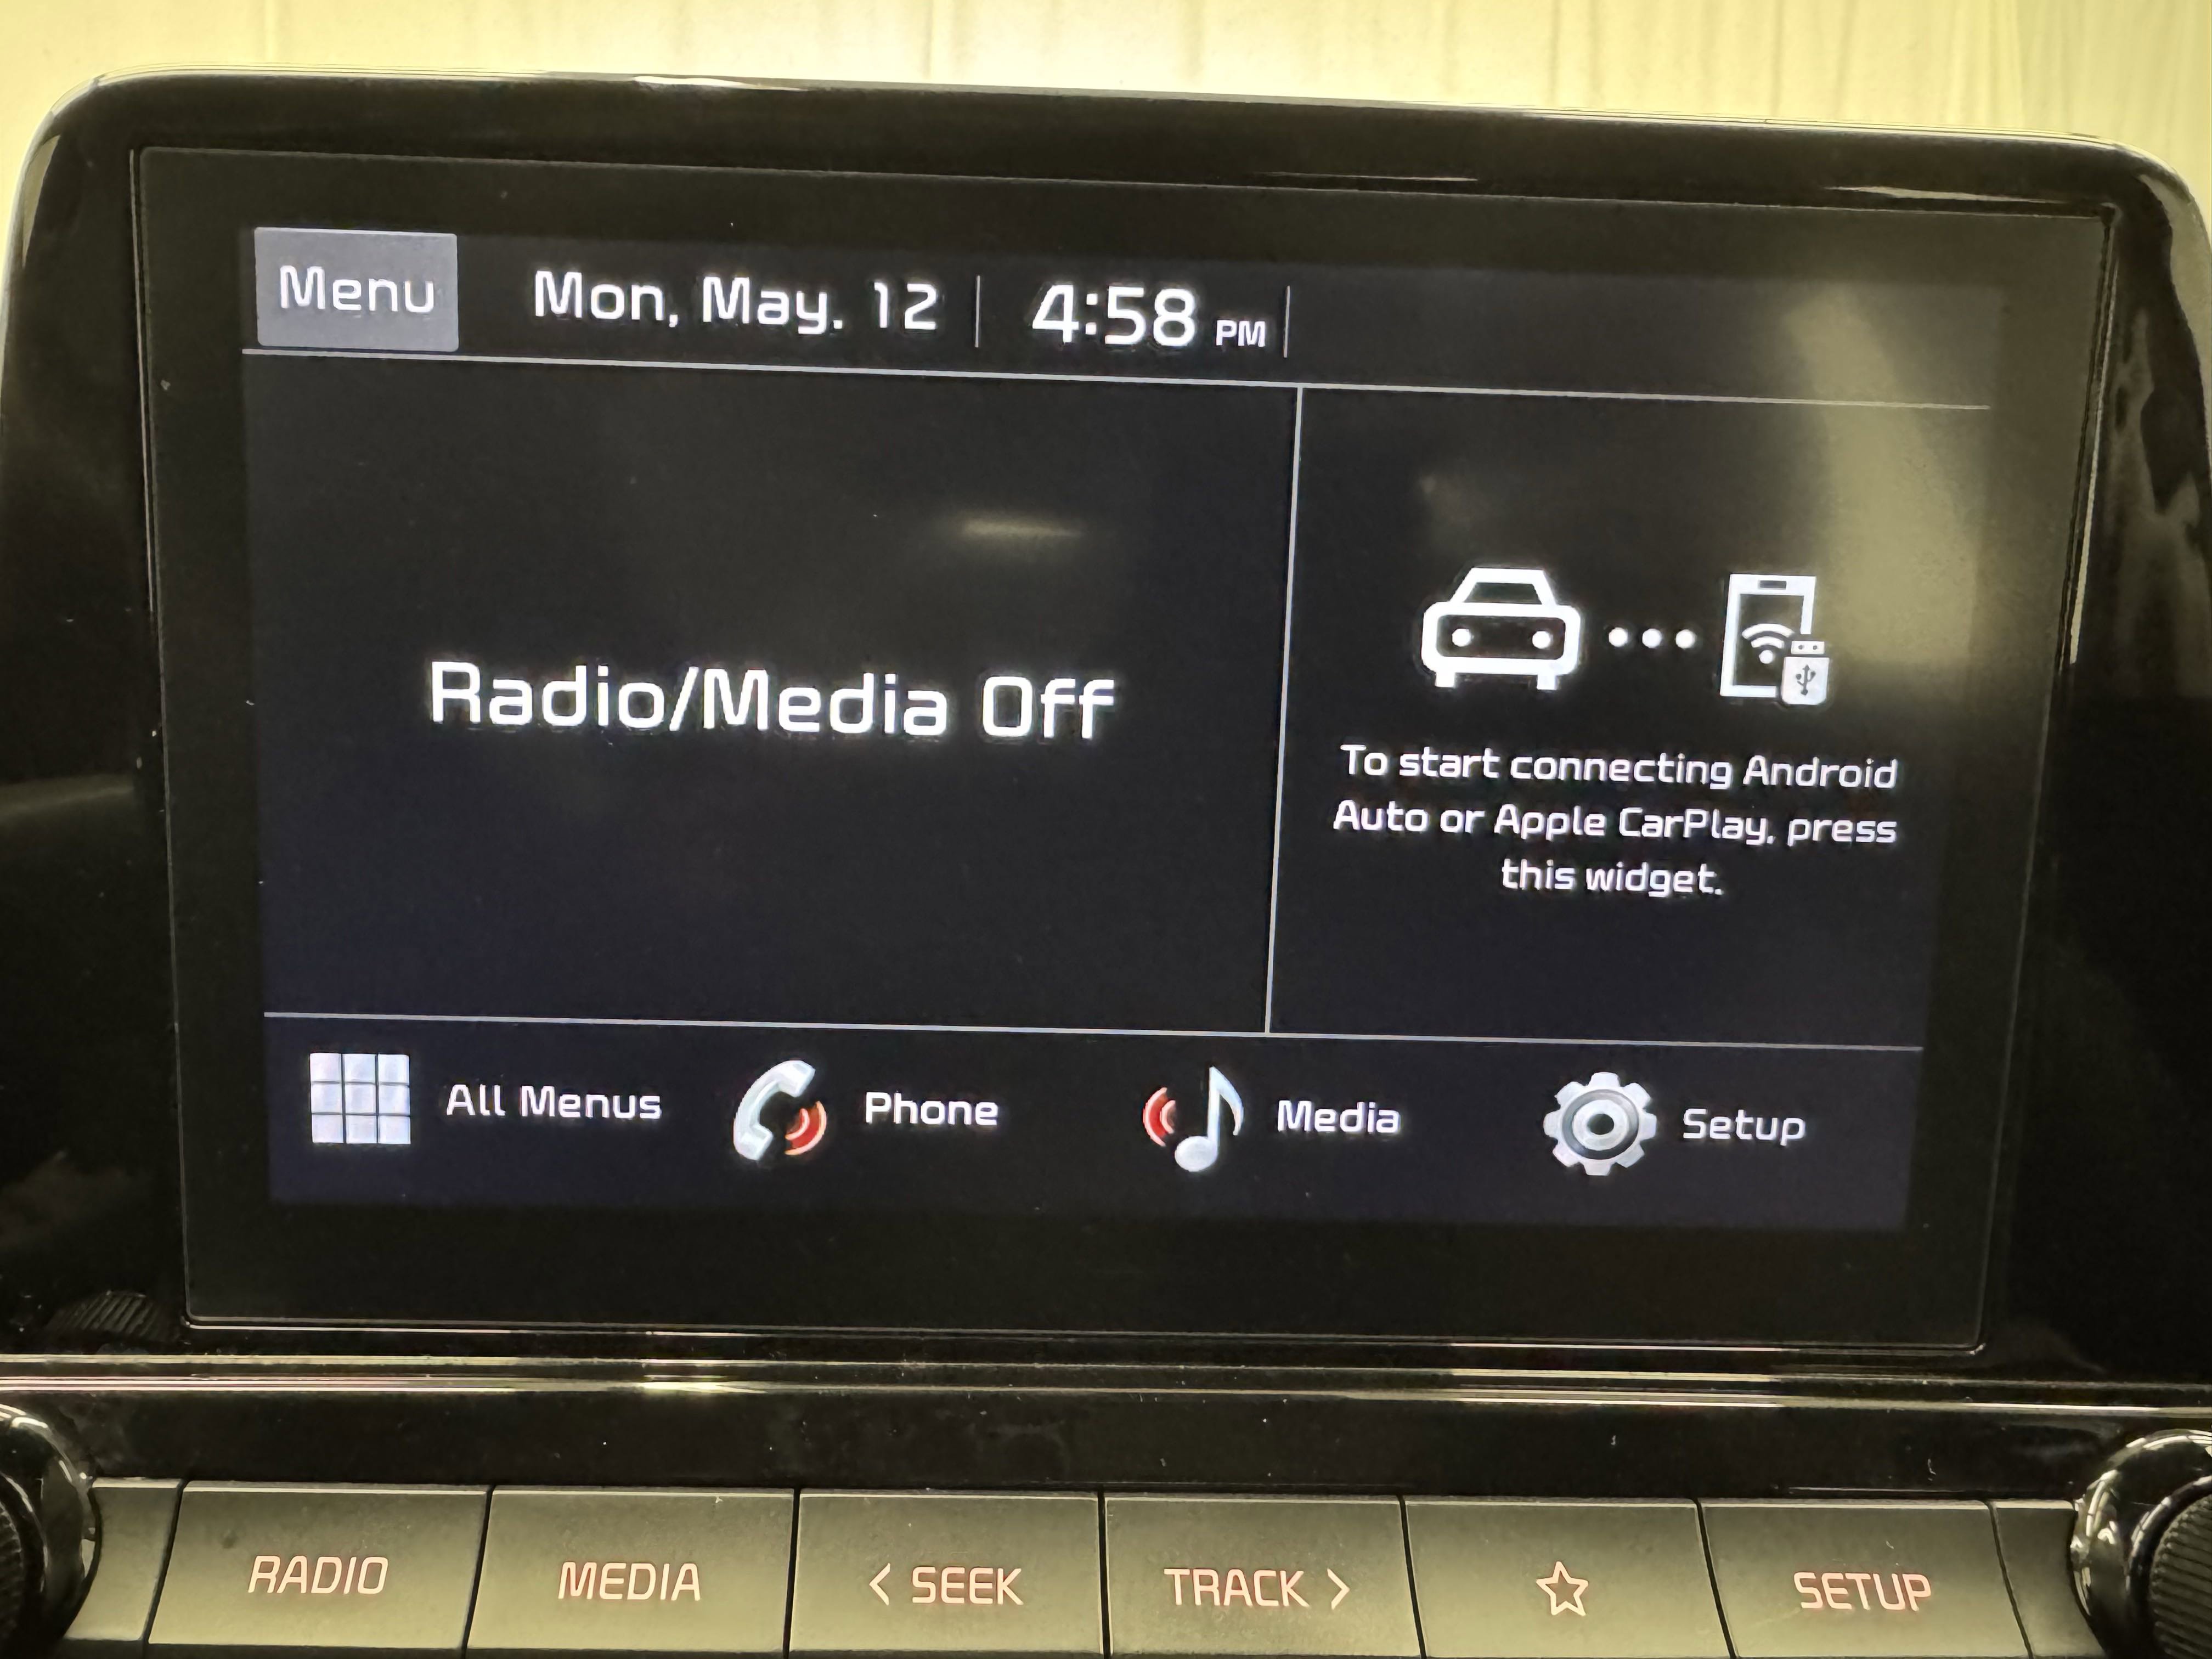 Menu
Mon, May. 12
4:58 PM
Radio/Media Off
To start connecting Android
Auto or Apple CarPlay, press
this widget.
All Menus
Phone
Media
Setup
RADIO
MEDIA
< SEEK
TRACK >
SETUP